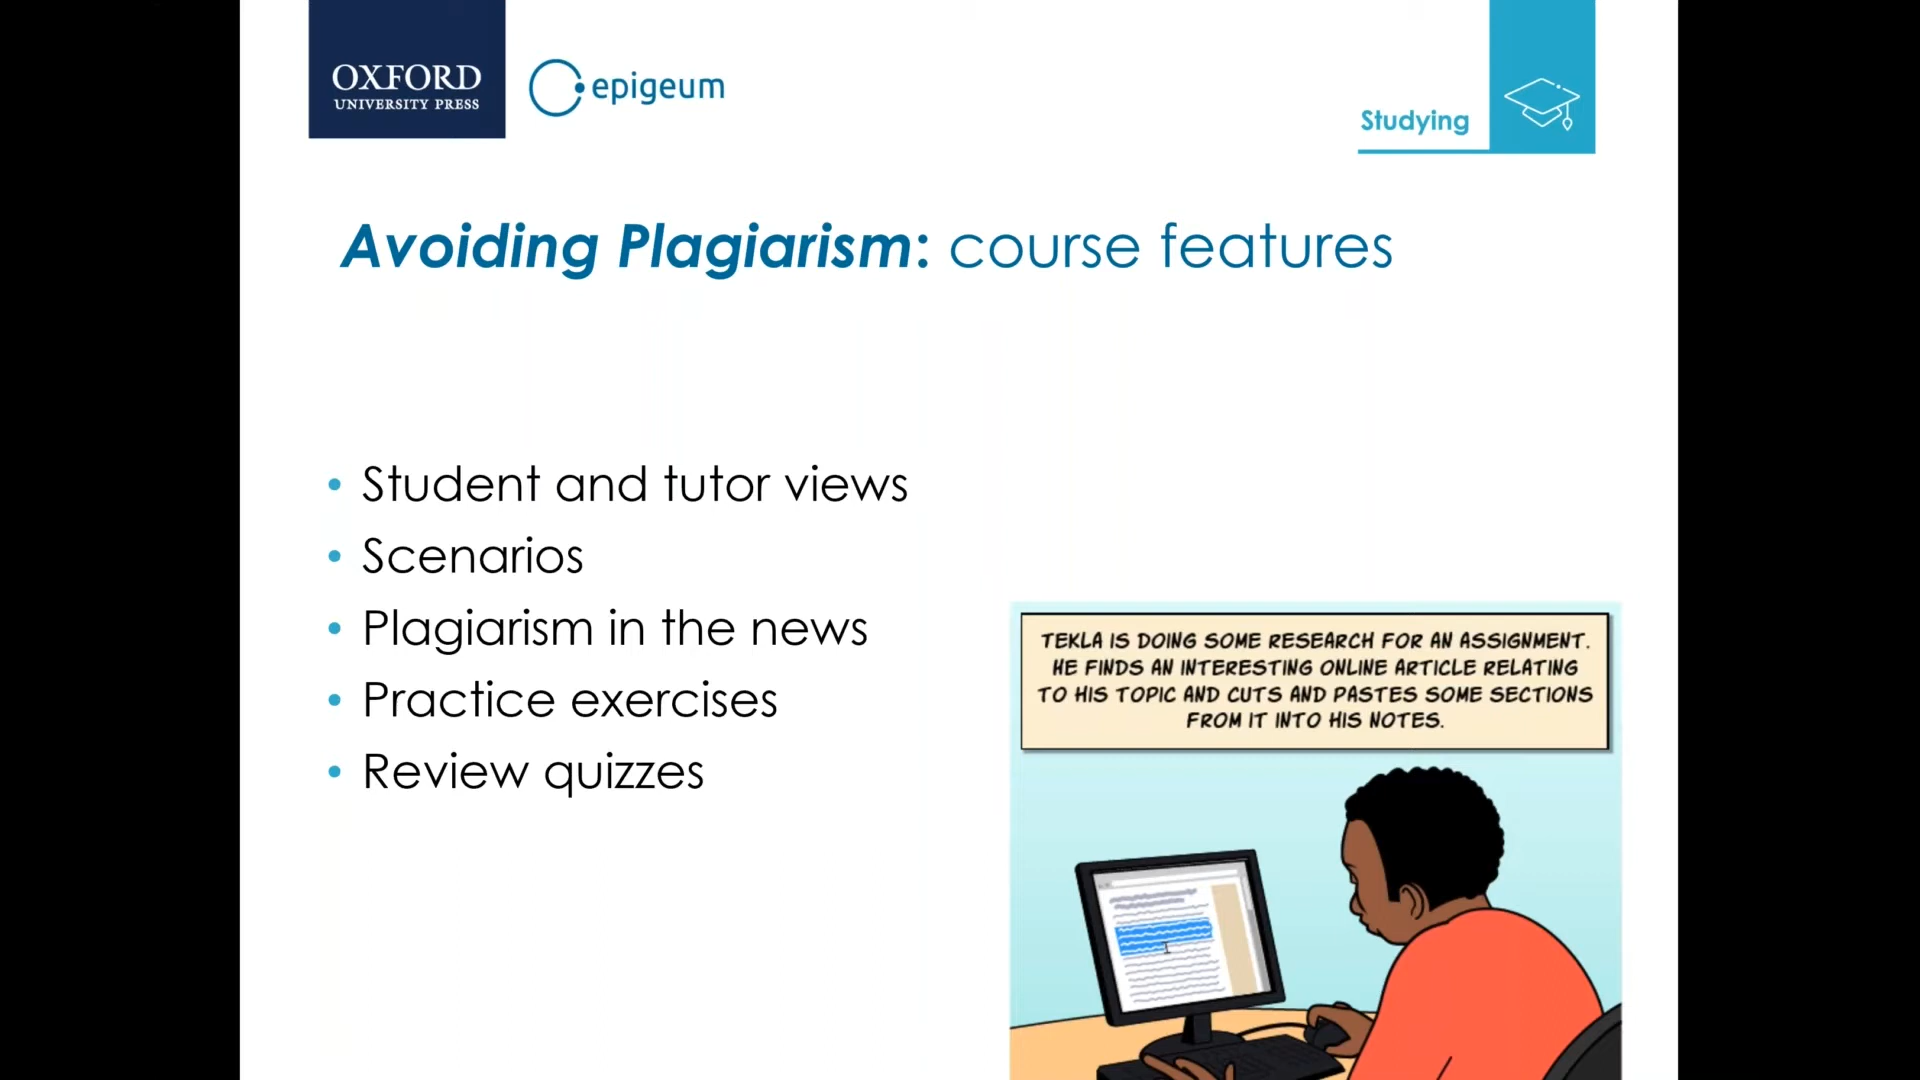 OXFORD
UNIVERSITY PRESS
epigeum
Studying
Avoiding Plagiarism: course features
• Student and tutor views
• Scenarios
• Plagiarism in the news
• Practice exercises
• Review quizzes
TEKLA IS DOING SOME RESEARCH FOR AN ASSIGNMENT.
HE FINDS AN INTERESTING ONLINE ARTICLE RELATING
TO HIS TOPIC AND CUTS AND PASTES SOME SECTIONS
FROM IT INTO HIS NOTES.